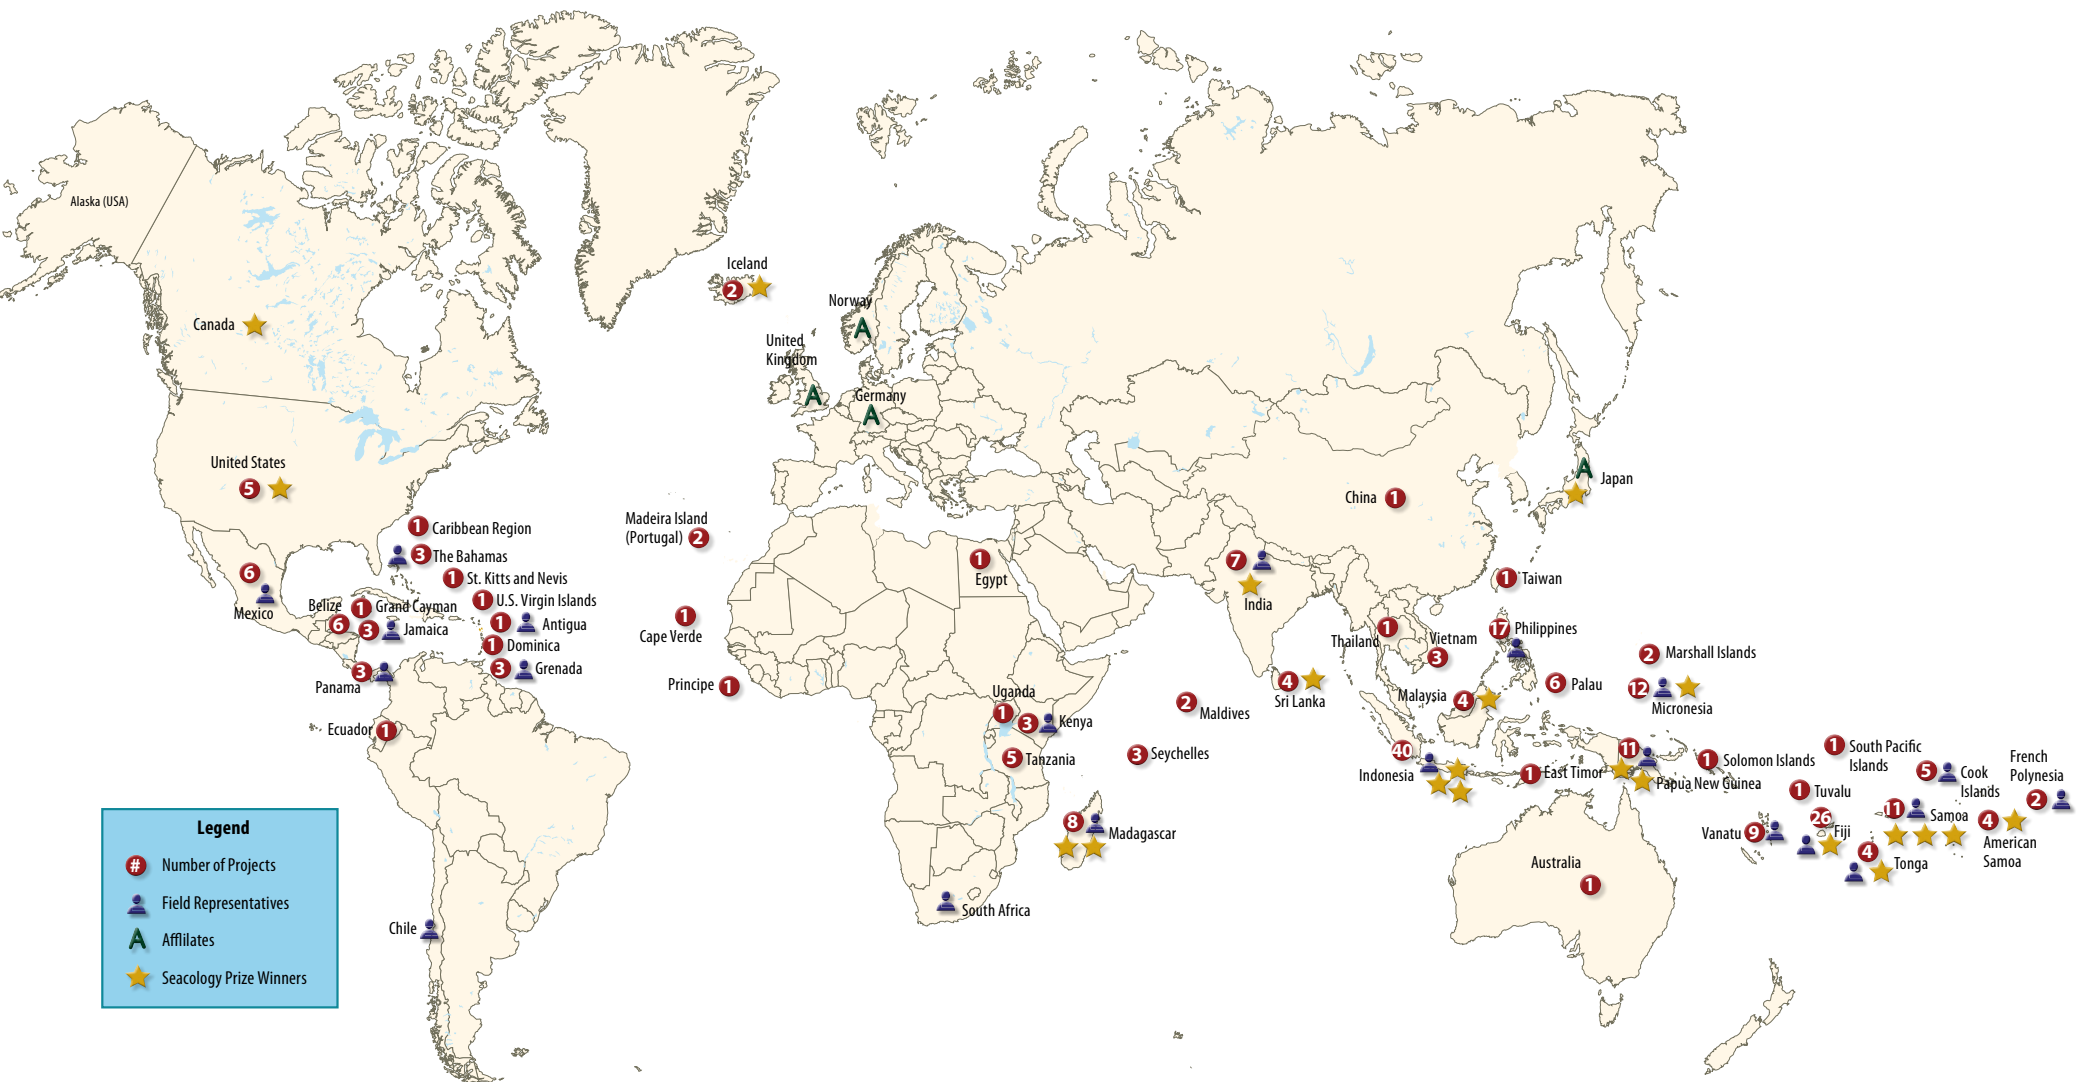 Alaska (USA)
Canada
United States
5
Iceland
2
Norway
A
United
Kingdom
A
Germany
A
Japan
A
China 1
1 Caribbean Region
3 The Bahamas
1 St. Kitts and Nevis
1 U.S. Virgin Islands
1 Antigua
1 Dominica
3 Grenada
6
Mexico
Belize
6
1 Grand Cayman
3 Jamaica
3
Panama
Ecuador 1
Chile
Madeira Island
(Portugal) 2
1
Cape Verde
Principe 1
1
Egypt
Uganda
1
3 Kenya
5 Tanzania
8 Madagascar
South Africa
7
India
4
Sri Lanka
2
Maldives
3 Seychelles
1 Taiwan
Thailand 1
Vietnam
3
17 Philippines
Malaysia 4
6 Palau
2 Marshall Islands
12
Micronesia
40
Indonesia
1 East Timor
11
Papua New Guinea
1 Solomon Islands
1 South Pacific
Islands
5 Cook
Islands
French
Polynesia
2
1 Tuvalu
Vanatu 9
26
Fiji
11 Samoa
4
Tonga
4
American
Samoa
Australia
1
Legend
# Number of Projects
Field Representatives
A Afflilates
Seacology Prize Winners